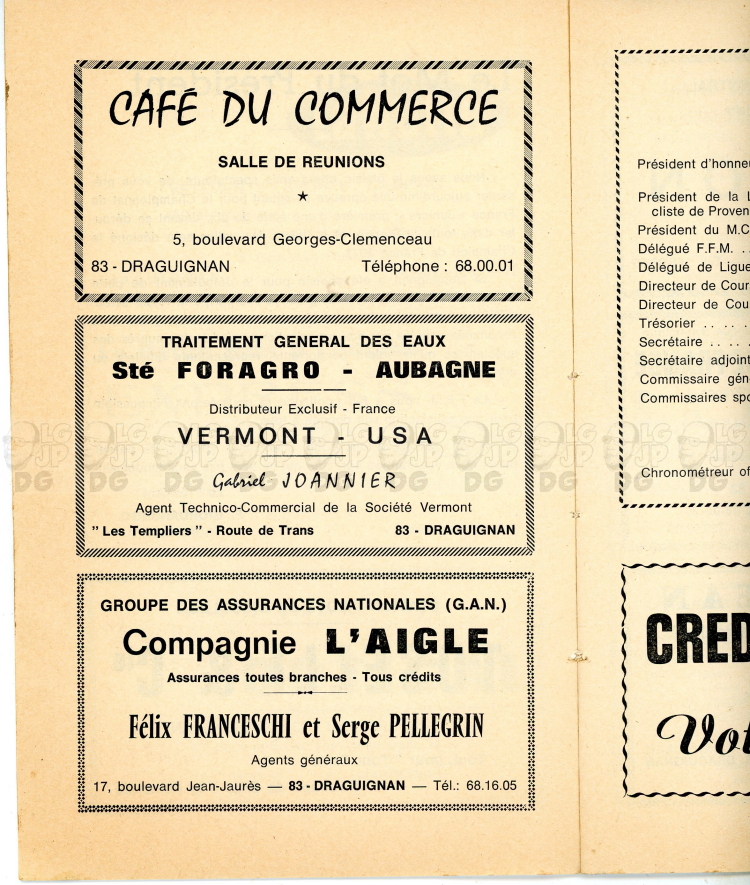 CAFÉ DU COMMERCE
SALLE DE REUNIONS
5, boulevard Georges-Clemenceau
83 - DRAGUIGNAN Téléphone : 68.00.01
TRAITEMENT GENERAL DES EAUX
Sté FORAGRO - AUBAGNE
Distributeur Exclusif - France
VERMONT - USA
Gabriel JOANNIER
Agent Technico-Commercial de la Société Vermont
" Les Templiers " - Route de Trans 83 - DRAGUIGNAN
GROUPE DES ASSURANCES NATIONALES (G.A.N.)
Compagnie L'AIGLE
Assurances toutes branches - Tous crédits
Félix FRANCESCHI et Serge PELLEGRIN
Agents généraux
17, boulevard Jean-Jaurès — 83 - DRAGUIGNAN — Tél.: 68.16.05
Président d'honneu
Président de la L
cliste de Proven
Président du M.C
Délégué F.F.M. ..
Délégué de Ligue
Directeur de Cour
Directeur de Cou
Trésorier .. .. .
Secrétaire .. .. .
Secrétaire adjoint
Commissaire gén
Commissaires spo
Chronométreur of
CRED
Vot
LG JP DG